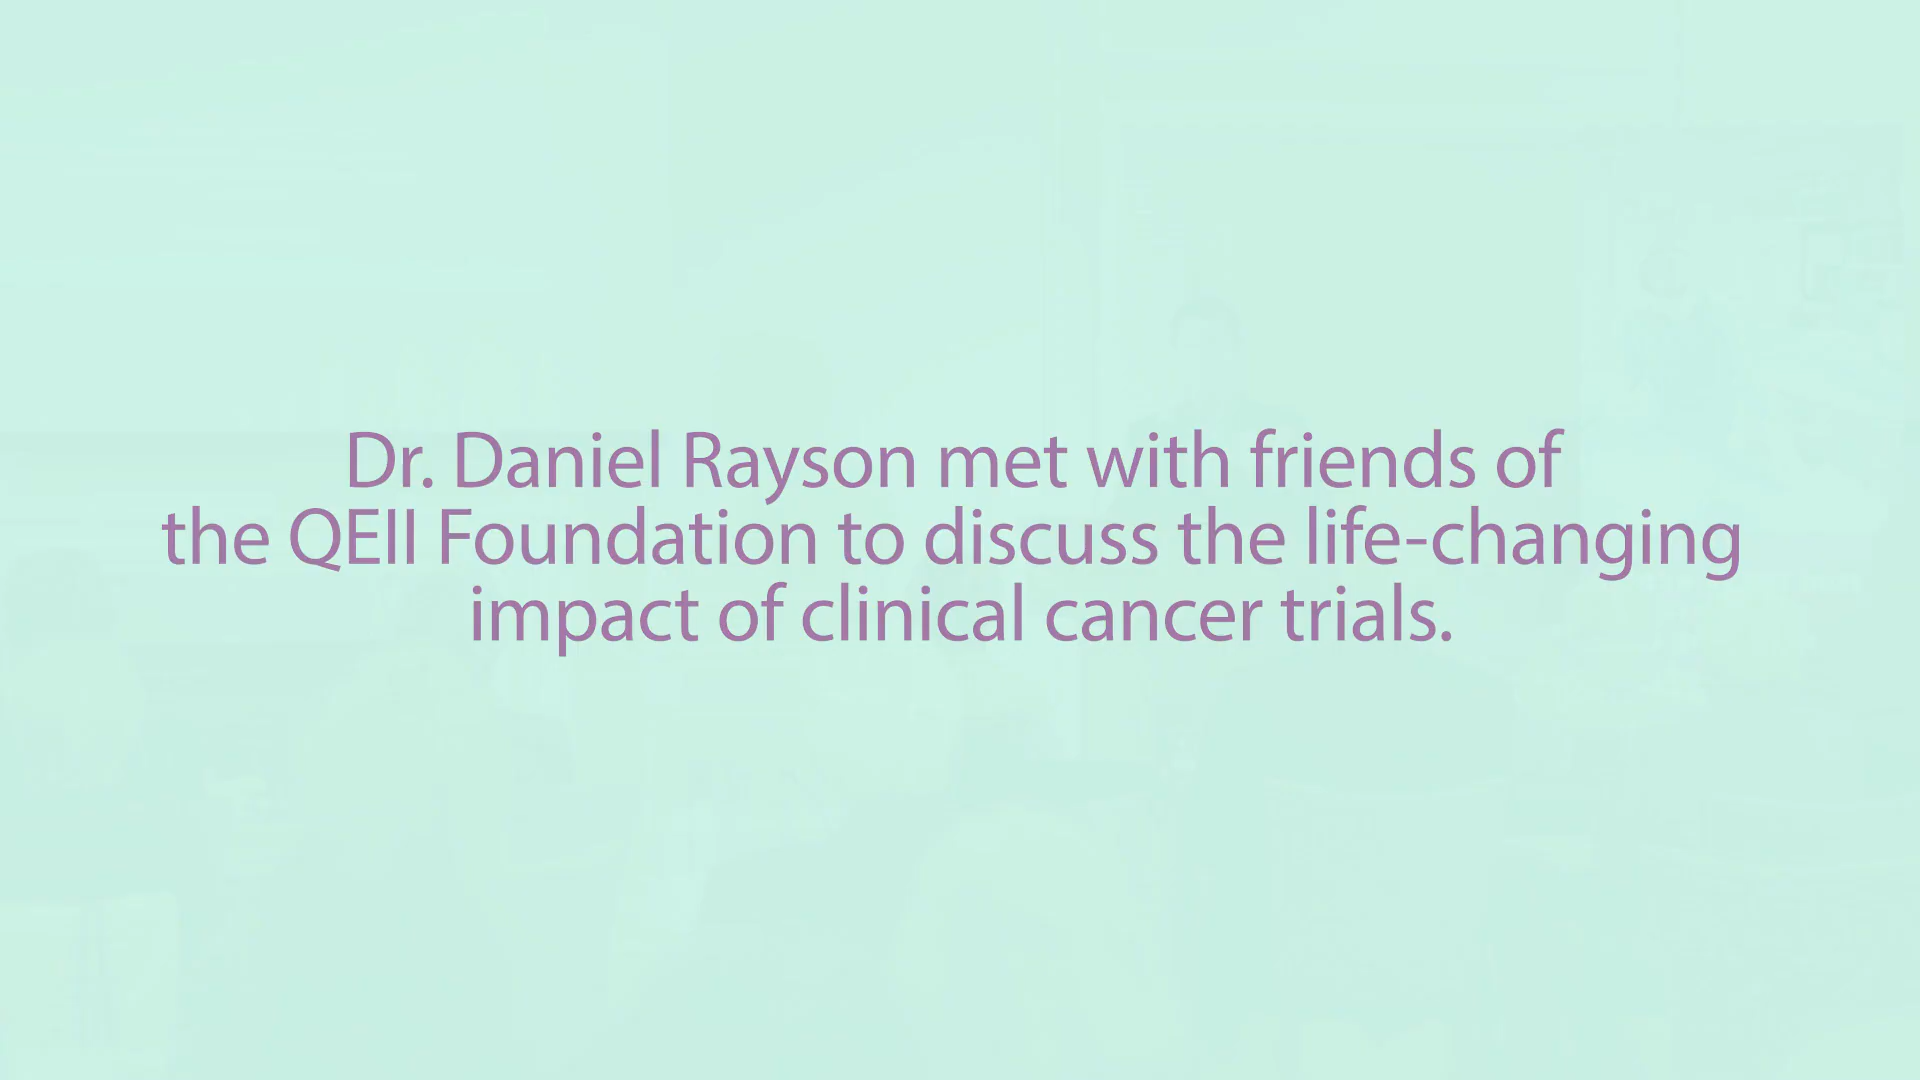 Dr. Daniel Rayson met with friends of
the QEII Foundation to discuss the life-changing
impact of clinical cancer trials.